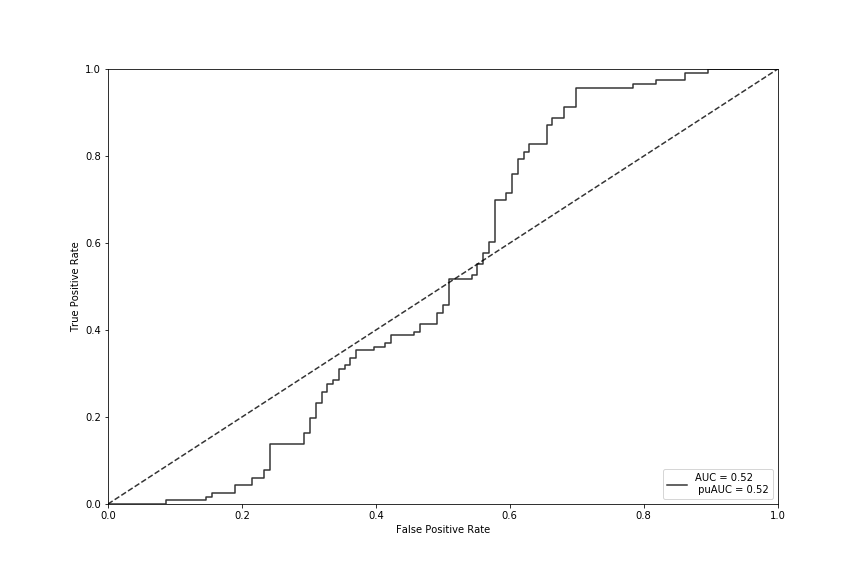 1.0
0.8
0.6
0.4
0.2
0.0
True Positive Rate
0.0 0.2 0.4 0.6 0.8 1.0
False Positive Rate
AUC = 0.52
puAUC = 0.52